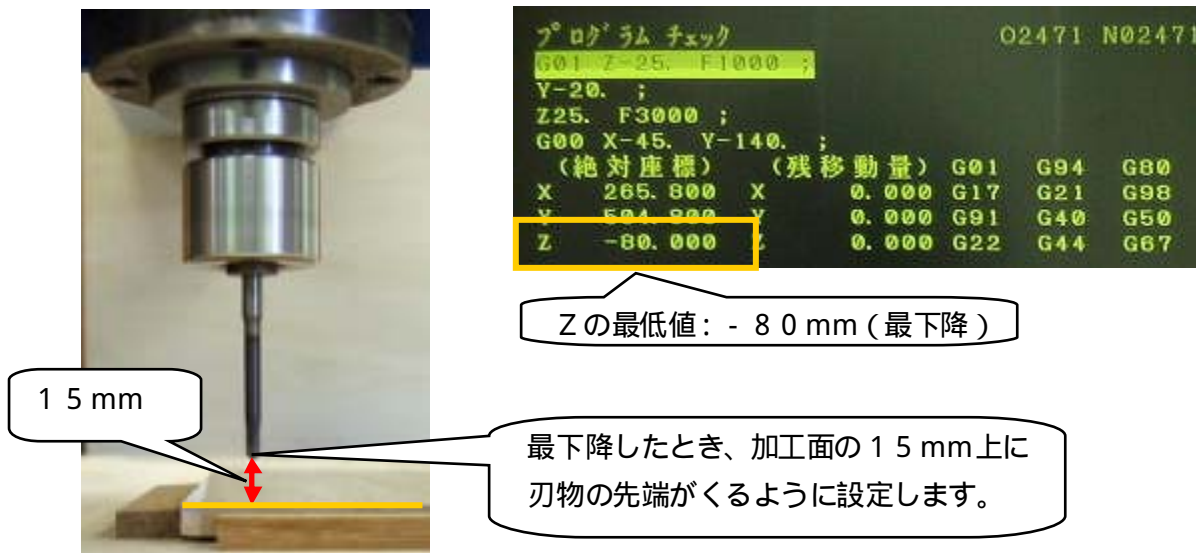 プログラム チェック O2471 N02471
G01 Z-25. F1000 ;
Y-20. ;
Z25. F3000 ;
G00 X-45. Y-140. ;
(絶対座標) (残移動量) G01 G94 G80
X 265.800 X 0.000 G17 G21 G98
Y 504.800 Y 0.000 G91 G40 G50
Z -80.000 Z 0.000 G22 G44 G67
Zの最低値:-80mm(最下降)
15mm
最下降したとき、加工面の15mm上に
刃物の先端がくるように設定します。